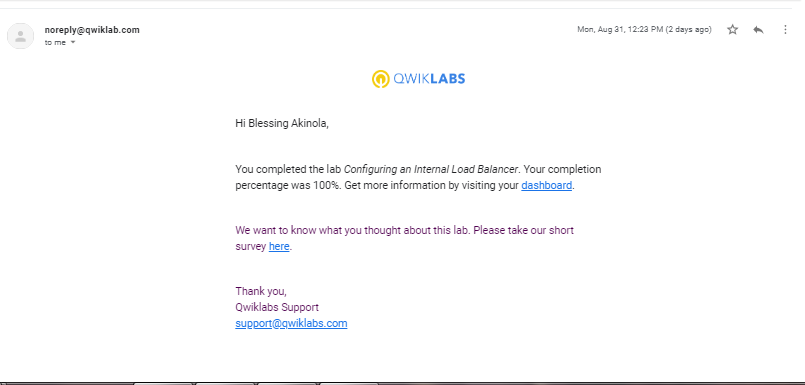 noreply@qwiklab.com
Mon, Aug 31, 12:23 PM (2 days ago)
to me
QWIKLABS
Hi Blessing Akinola,
You completed the lab Configuring an Internal Load Balancer. Your completion
percentage was 100%. Get more information by visiting your dashboard.
We want to know what you thought about this lab. Please take our short
survey here.
Thank you,
Qwiklabs Support
support@qwiklabs.com